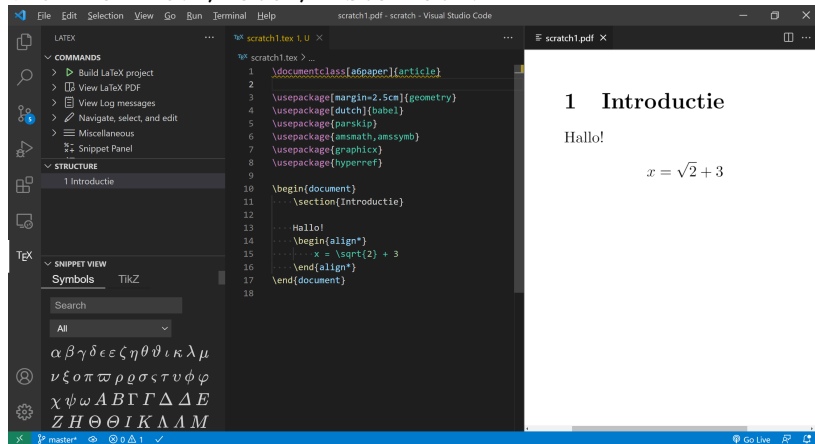 File Edit Selection View Go Run Terminal Help
scratch1.pdf - scratch - Visual Studio Code
LATEX
COMMANDS
Build LaTeX project
View LaTeX PDF
View Log messages
Navigate, select, and edit
Miscellaneous
Snippet Panel
STRUCTURE
1 Introductie
TEX
SNIPPET VIEW
Symbols TikZ
Search
All
α β γ δ ϵ ε ζ η θ ϑ ι κ λ μ
ν ξ ο π ϖ ρ ϱ σ ς τ υ ϕ φ
χ ψ ω A B Γ Γ Δ Δ E
Z H Θ Θ I K Λ Λ M
TEX scratch1.tex 1, U
TEX scratch1.tex > ...
1 \documentclass[a6paper]{article}
2
3 \usepackage[margin=2.5cm]{geometry}
4 \usepackage[dutch]{babel}
5 \usepackage{parskip}
6 \usepackage{amsmath,amssymb}
7 \usepackage{graphicx}
8 \usepackage{hyperref}
9
10 \begin{document}
11 \section{Introductie}
12
13 Hallo!
14 \begin{align*}
15 x = \sqrt{2} + 3
16 \end{align*}
17 \end{document}
18
scratch1.pdf
1 Introductie
Hallo!
x = √2 + 3
master* 0 1 Go Live